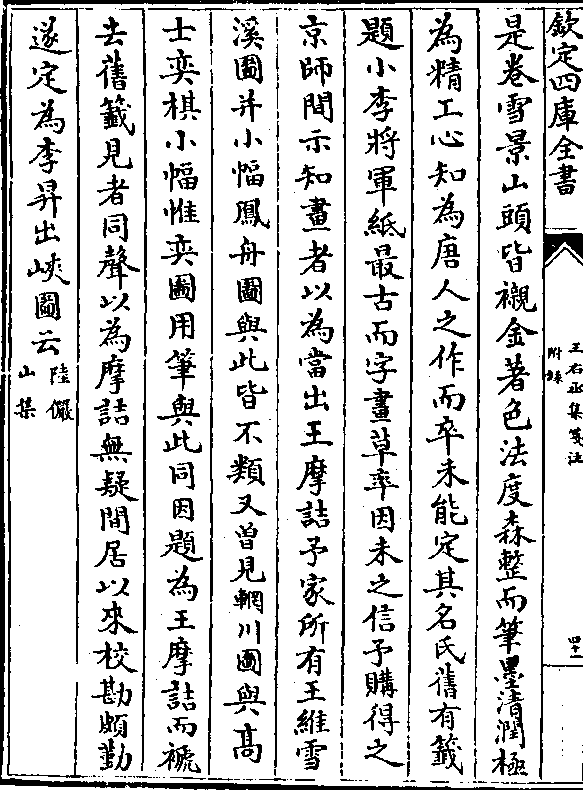 欽定四庫全書
王右丞集箋注
附錄
四十一
是卷雪景山頭皆襯金著色法度森整而筆墨清潤極
為精工心知為唐人之作而卒未能定其名氏舊有籤
題小李將軍紙最古而字畫草率因未之信予購得之
京師間示知畫者以為當出王摩詰予家所有王維雪
溪圖并小幅鳳舟圖與此皆不類又曾見輞川圖與高
士奕棋小幅惟奕圖用筆與此同因題為王摩詰而褫
去舊籤見者同聲以為摩詰無疑間居以來校勘頗勤
遂定為李昇出峽圖云
陸儼
山集